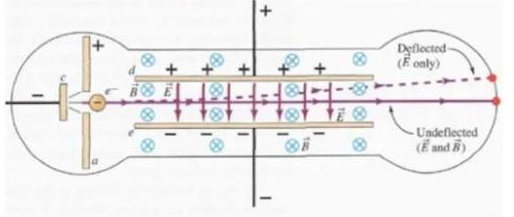 +
+
Deflected
(E⃗ only)
d
+ + + + +
c
−
−
e⁻
B⃗
E⃗
E⃗
e
− − − − −
Undeflected
(E⃗ and B⃗)
B⃗
a
−